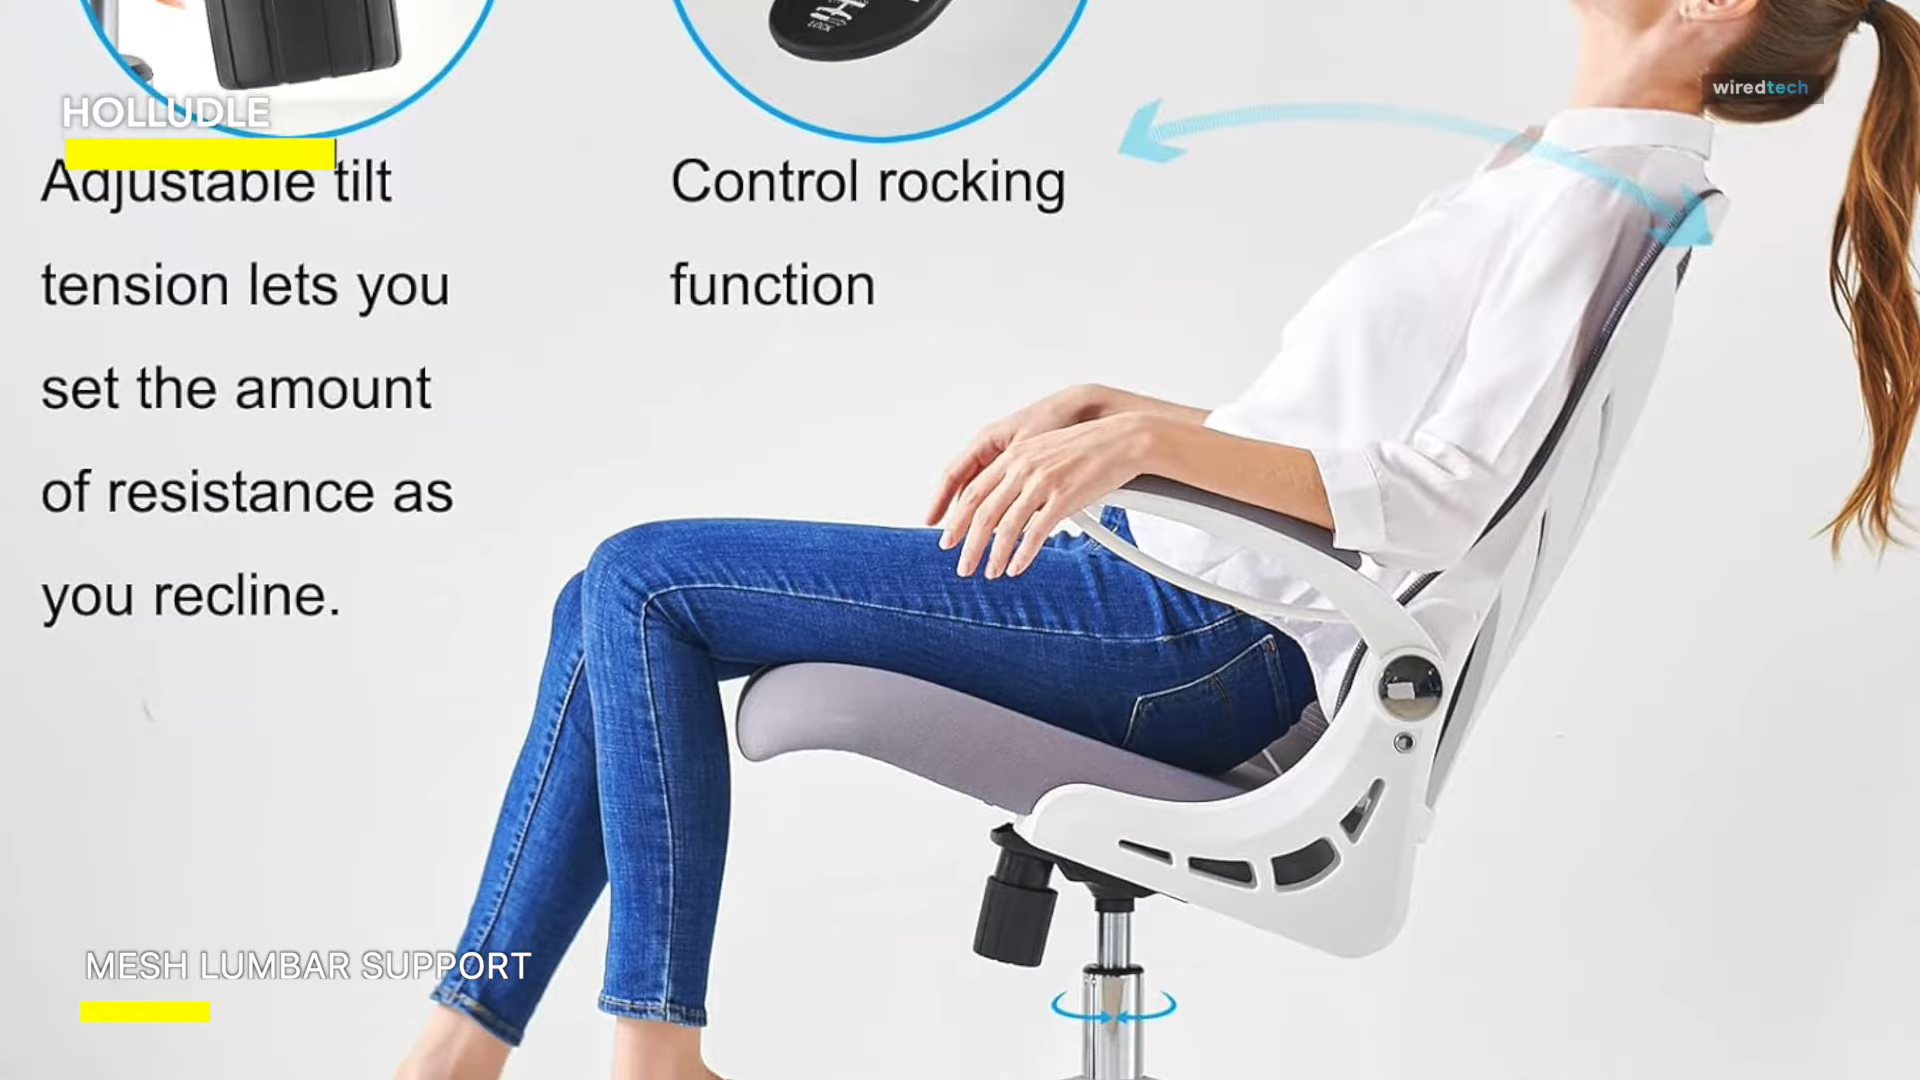 LOCK
HOLLUDLE
wiredtech
Adjustable tilt
tension lets you
set the amount
of resistance as
you recline.
Control rocking
function
MESH LUMBAR SUPPORT